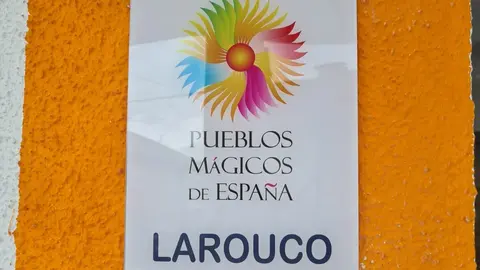 PUEBLOS
MÁGICOS
DE ESPAÑA
LAROUCO